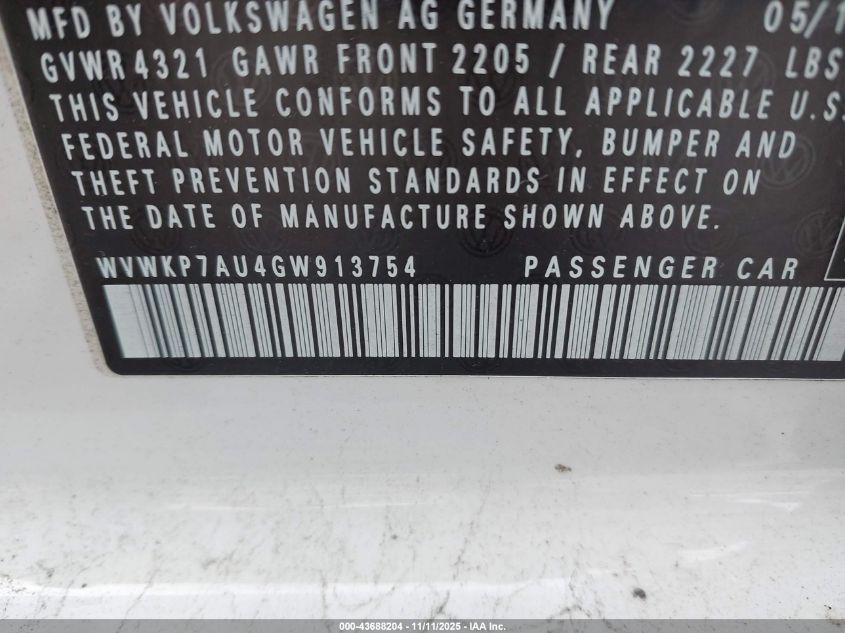 MFD BY VOLKSWAGEN AG GERMANY 05/1
GVWR 4321 GAWR FRONT 2205 / REAR 2227 LBS
THIS VEHICLE CONFORMS TO ALL APPLICABLE U.S.
FEDERAL MOTOR VEHICLE SAFETY, BUMPER AND
THEFT PREVENTION STANDARDS IN EFFECT ON
THE DATE OF MANUFACTURE SHOWN ABOVE.
WVWKP7AU4GW913754 PASSENGER CAR
000-43688204 - 11/11/2025 - IAA Inc.